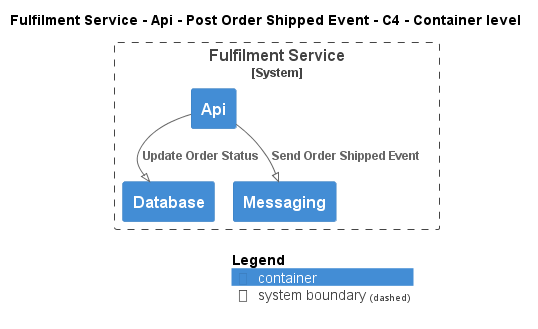 Fulfilment Service - Api - Post Order Shipped Event - C4 - Container level
Fulfilment Service
[System]
Api
Update Order Status
Send Order Shipped Event
Database
Messaging
Legend
container
system boundary (dashed)